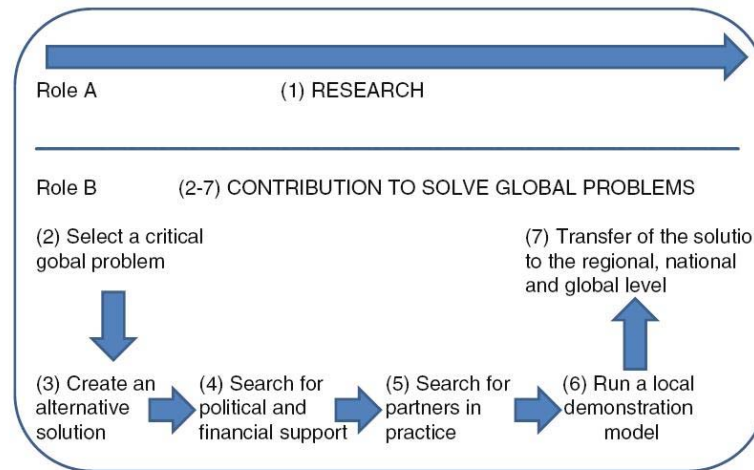 Role A (1) RESEARCH
Role B (2-7) CONTRIBUTION TO SOLVE GLOBAL PROBLEMS
(2) Select a critical
gobal problem
(7) Transfer of the solutio
to the regional, national
and global level
(3) Create an
alternative
solution
(4) Search for
political and
financial support
(5) Search for
partners in
practice
(6) Run a local
demonstration
model